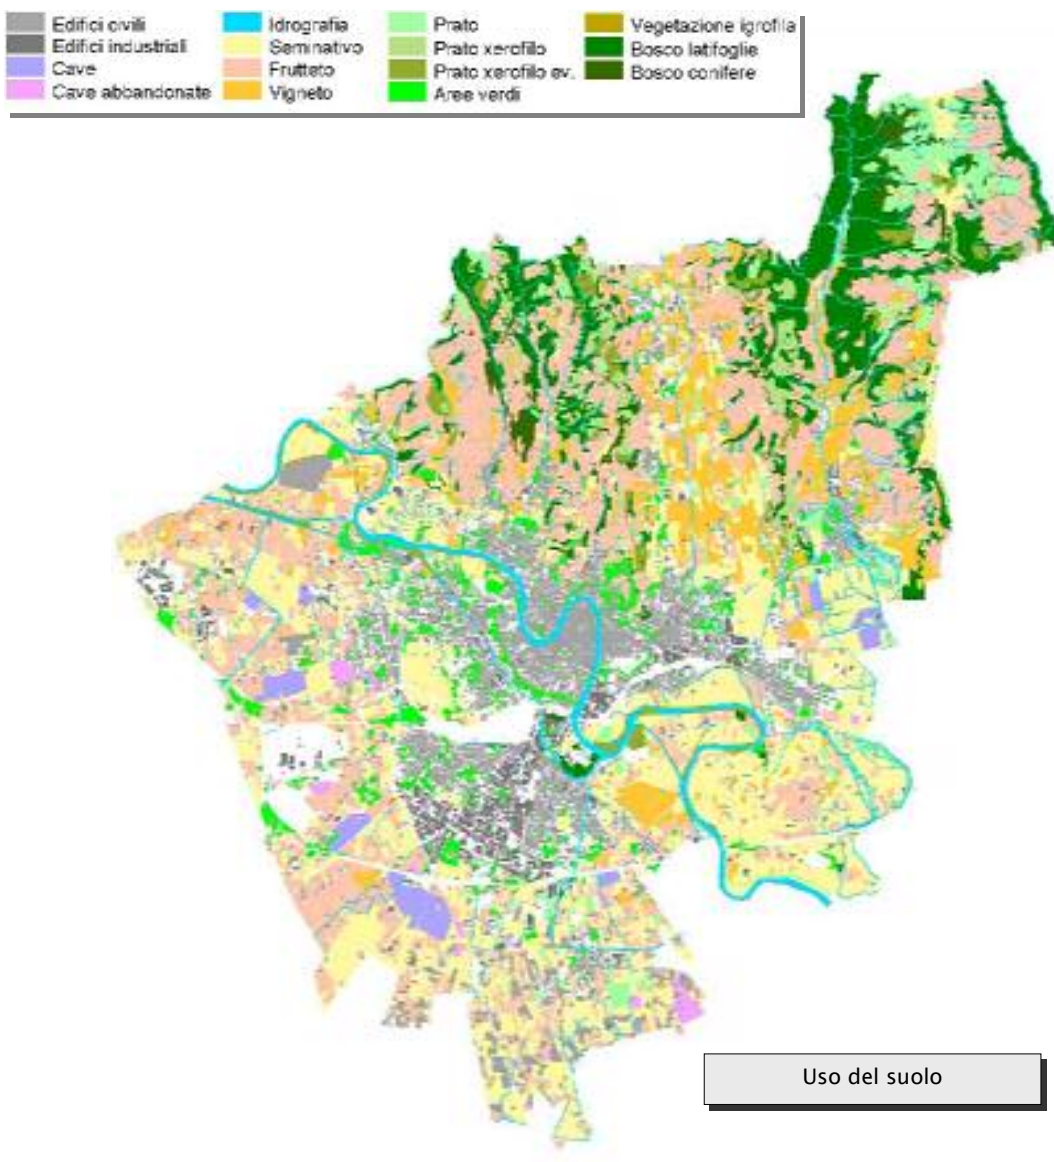 Edifici civili
Edifici industriali
Cave
Cave abbandonate
Idrografia
Seminativo
Frutteto
Vigneto
Prato
Prato xerofilo
Prato xerofilo ev.
Aree verdi
Vegetazione igrofila
Bosco latifoglie
Bosco conifere
Uso del suolo